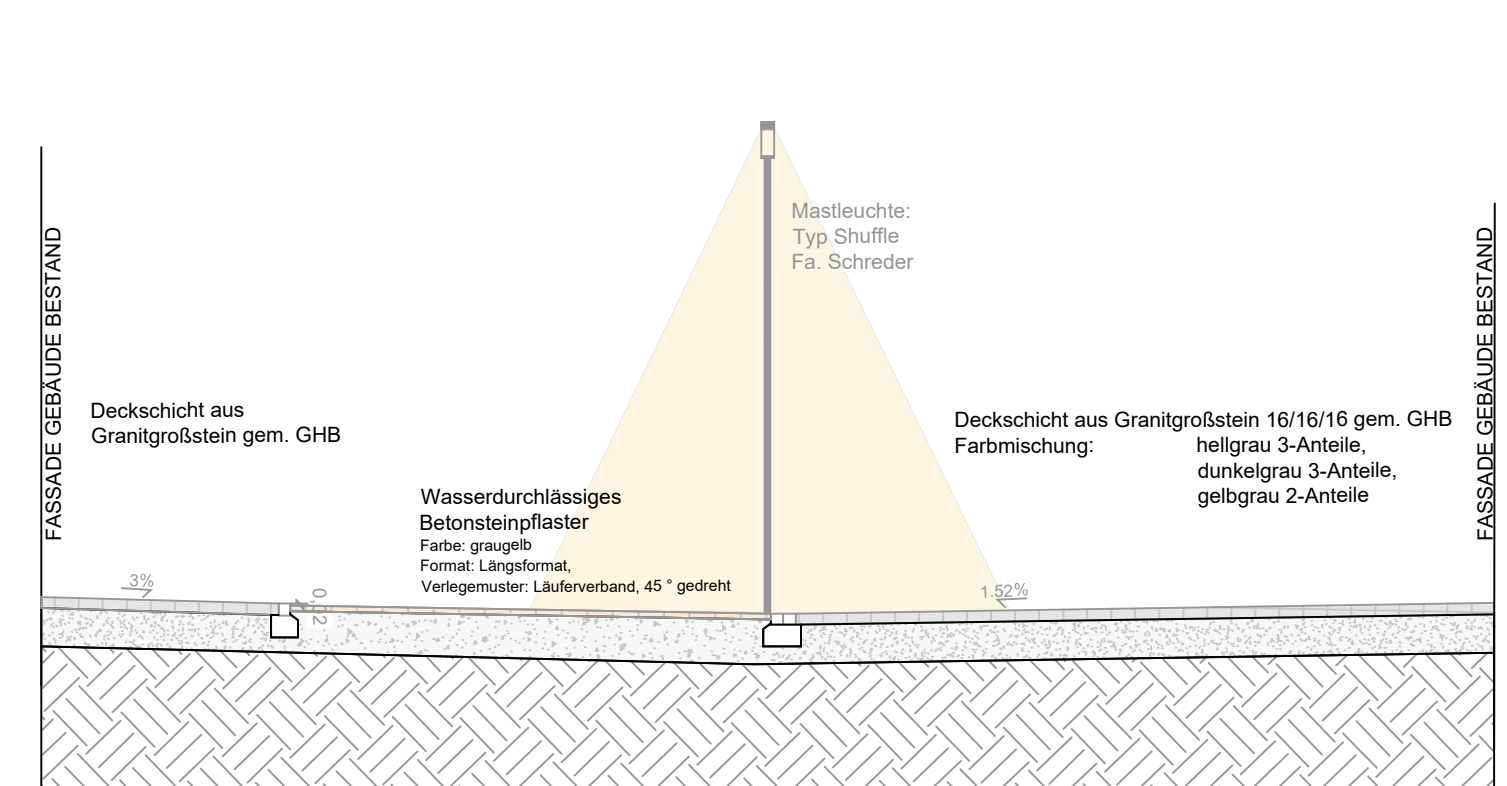 Mastleuchte:
Typ Shuffle
Fa. Schreder
FASSADE GEBÄUDE BESTAND
FASSADE GEBÄUDE BESTAND
Deckschicht aus
Granitgroßstein gem. GHB
Deckschicht aus Granitgroßstein 16/16/16 gem. GHB
Farbmischung: hellgrau 3-Anteile,
dunkelgrau 3-Anteile,
gelbgrau 2-Anteile
Wasserdurchlässiges
Betonsteinpflaster
Farbe: graugelb
Format: Längsformat,
Verlegemuster: Läuferverband, 45 ° gedreht
3%
1.52%